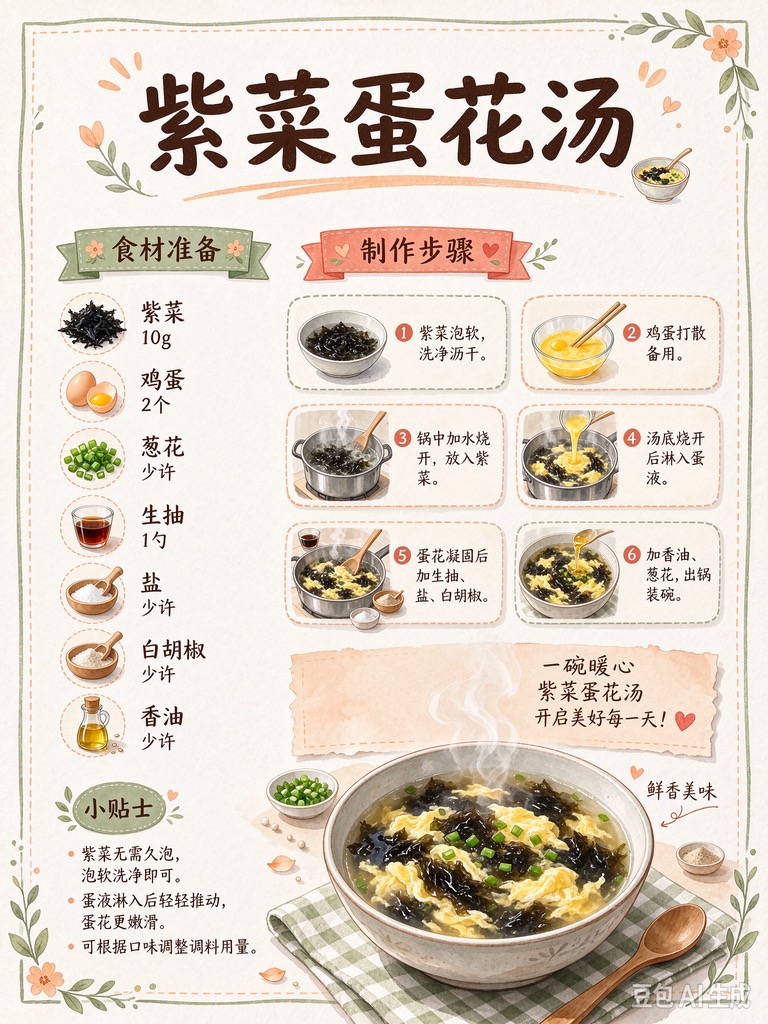 紫菜蛋花汤
食材准备
紫菜
10g
鸡蛋
2个
葱花
少许
生抽
1勺
盐
少许
白胡椒
少许
香油
少许
制作步骤
1 紫菜泡软，
洗净沥干。
2 鸡蛋打散
备用。
3 锅中加水烧
开，放入紫
菜。
4 汤底烧开
后淋入蛋
液。
5 蛋花凝固后
加生抽、
盐、白胡椒。
6 加香油、
葱花，出锅
装碗。
一碗暖心
紫菜蛋花汤
开启美好每一天！
鲜香美味
小贴士
• 紫菜无需久泡，
泡软洗净即可。
• 蛋液淋入后轻轻推动，
蛋花更嫩滑。
• 可根据口味调整调料用量。
豆包AI生成